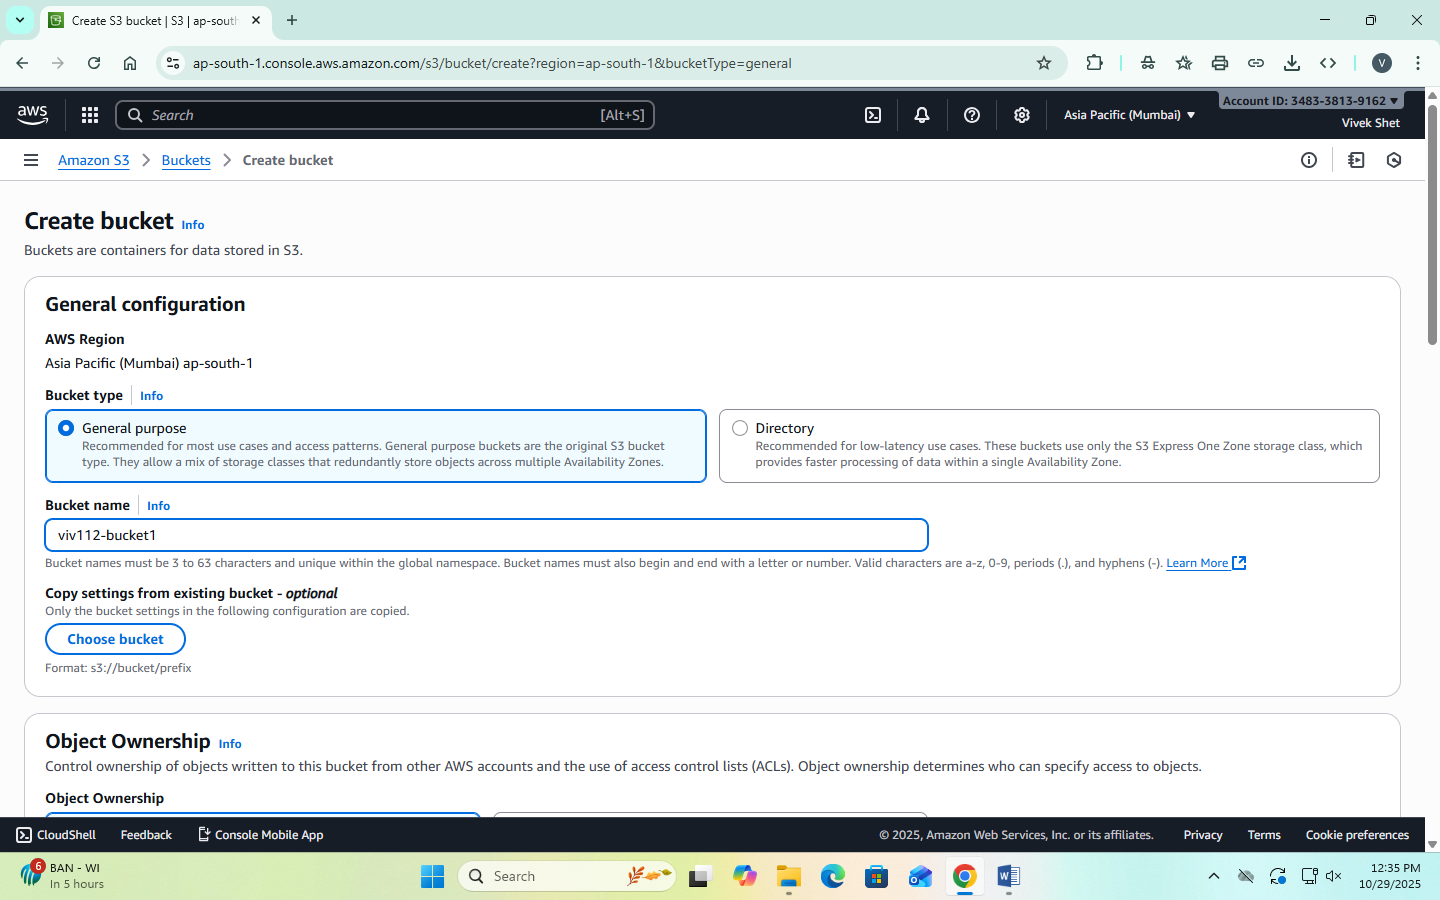 Create S3 bucket | S3 | ap-south
ap-south-1.console.aws.amazon.com/s3/bucket/create?region=ap-south-1&bucketType=general
V
aws
Search
[Alt+S]
Asia Pacific (Mumbai)
Account ID: 3483-3813-9162
Vivek Shet
Amazon S3
Buckets
Create bucket
Create bucket Info
Buckets are containers for data stored in S3.
General configuration
AWS Region
Asia Pacific (Mumbai) ap-south-1
Bucket type Info
General purpose
Recommended for most use cases and access patterns. General purpose buckets are the original S3 bucket
type. They allow a mix of storage classes that redundantly store objects across multiple Availability Zones.
Directory
Recommended for low-latency use cases. These buckets use only the S3 Express One Zone storage class, which
provides faster processing of data within a single Availability Zone.
Bucket name Info
viv112-bucket1
Bucket names must be 3 to 63 characters and unique within the global namespace. Bucket names must also begin and end with a letter or number. Valid characters are a-z, 0-9, periods (.), and hyphens (-). Learn More
Copy settings from existing bucket - optional
Only the bucket settings in the following configuration are copied.
Choose bucket
Format: s3://bucket/prefix
Object Ownership Info
Control ownership of objects written to this bucket from other AWS accounts and the use of access control lists (ACLs). Object ownership determines who can specify access to objects.
Object Ownership
CloudShell
Feedback
Console Mobile App
© 2025, Amazon Web Services, Inc. or its affiliates.
Privacy
Terms
Cookie preferences
6
BAN - WI
In 5 hours
Search
12:35 PM
10/29/2025